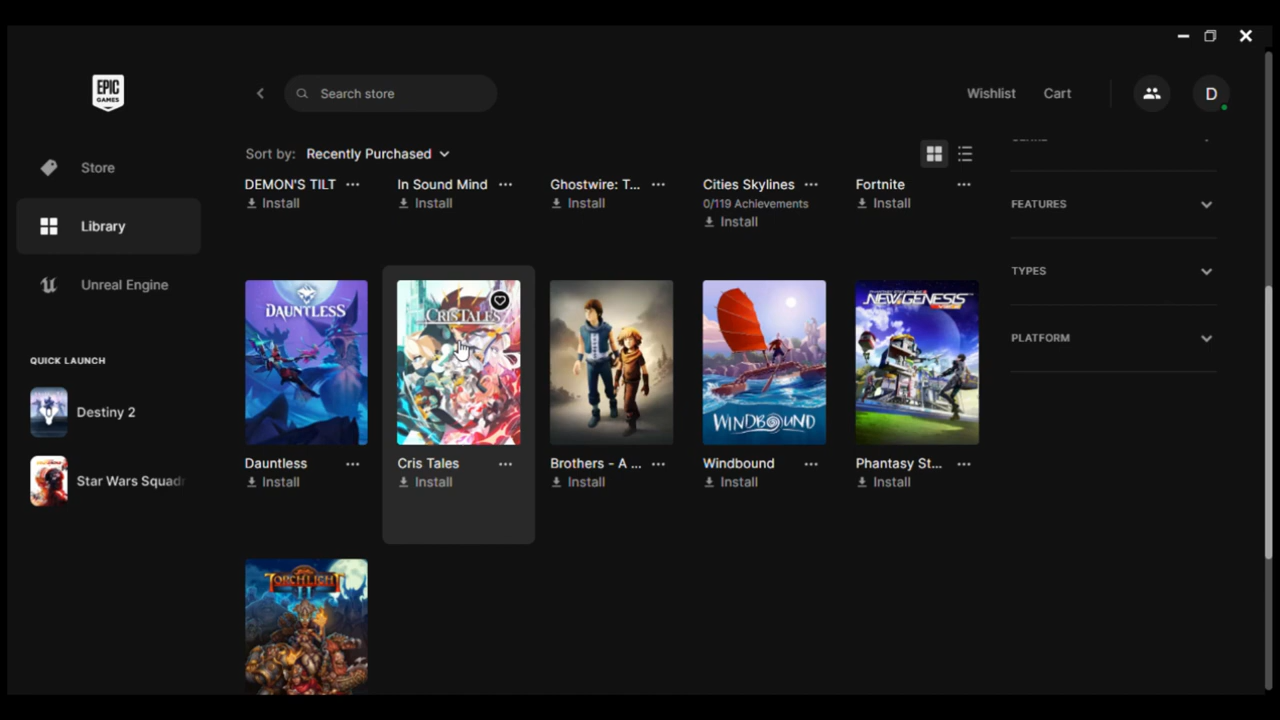 EPIC
GAMES
Search store
Wishlist
Cart
D
Store
Library
Unreal Engine
QUICK LAUNCH
Destiny 2
Star Wars Squad
Sort by: Recently Purchased
DEMON'S TILT
Install
In Sound Mind
Install
Ghostwire: T...
Install
Cities Skylines
0/119 Achievements
Install
Fortnite
Install
DAUNTLESS
Dauntless
Install
CRIS TALES
Cris Tales
Install
Brothers - A ...
Install
WINDBOUND
Windbound
Install
NEW GENESIS
Phantasy St...
Install
TORCHLIGHT
II
FEATURES
TYPES
PLATFORM